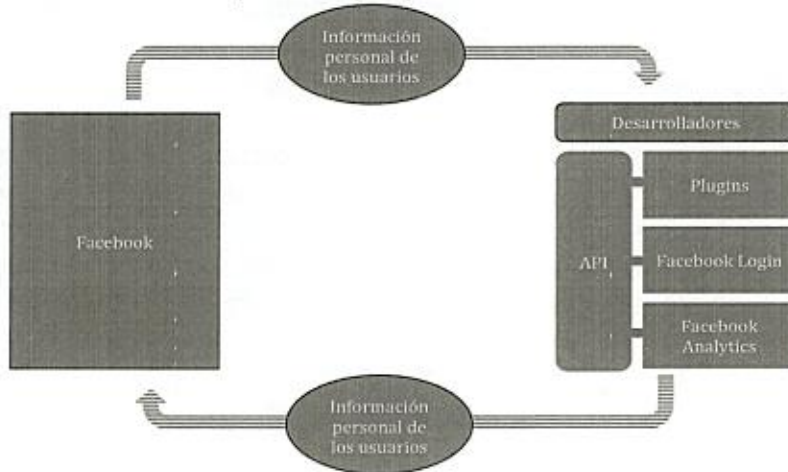 Información
personal de
los usuarios
Desarrolladores
Facebook
API
Plugins
Facebook Login
Facebook
Analytics
Información
personal de
los usuarios